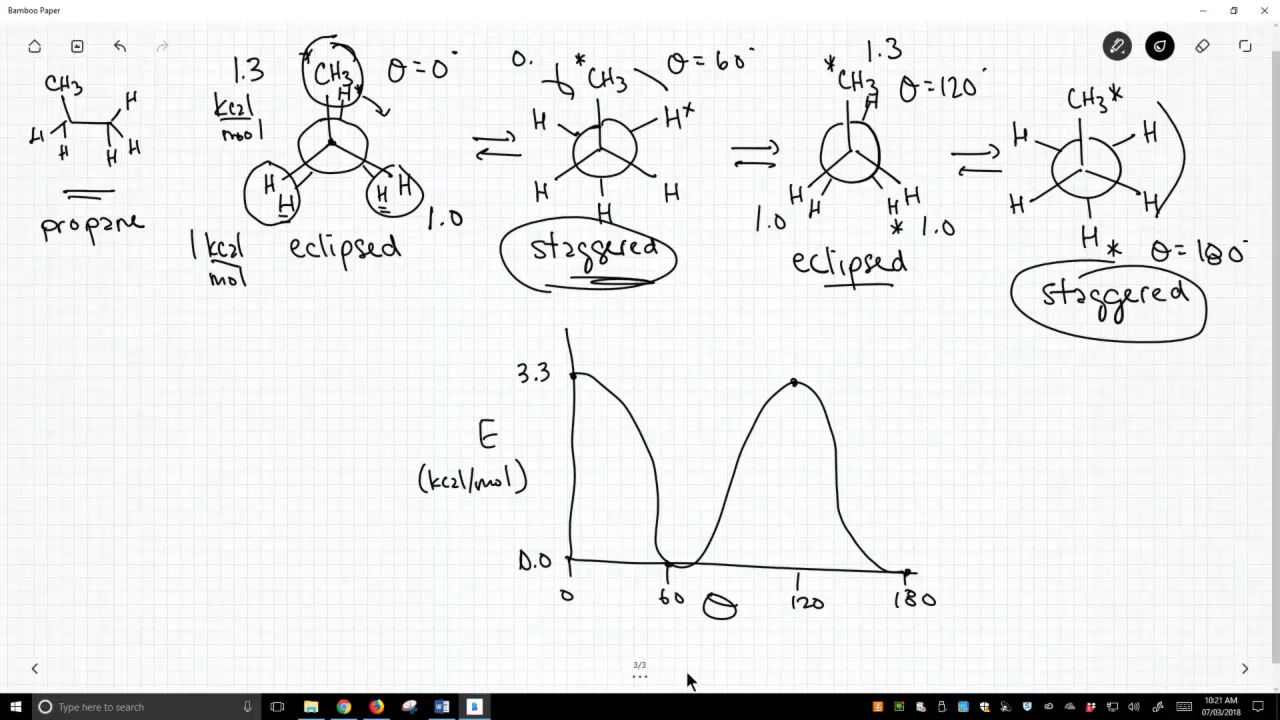 Bamboo Paper
CH3
H
H
H
H
H
propane
1.3
kcal
mol
* CH3
H*
θ = 0°
H
H
H
H
1 kcal
mol
1.0
eclipsed
0.
* CH3
θ = 60°
H
H*
H
H
H
staggered
1.3
* CH3
H
θ = 120°
H
H
H
H
*
1.0
1.0
eclipsed
CH3*
H
H
H
H
H *
θ = 180°
staggered
3.3
E
(kcal/mol)
0.0
0
60
θ
120
180
3/3
Type here to search
10:21 AM
07/03/2018